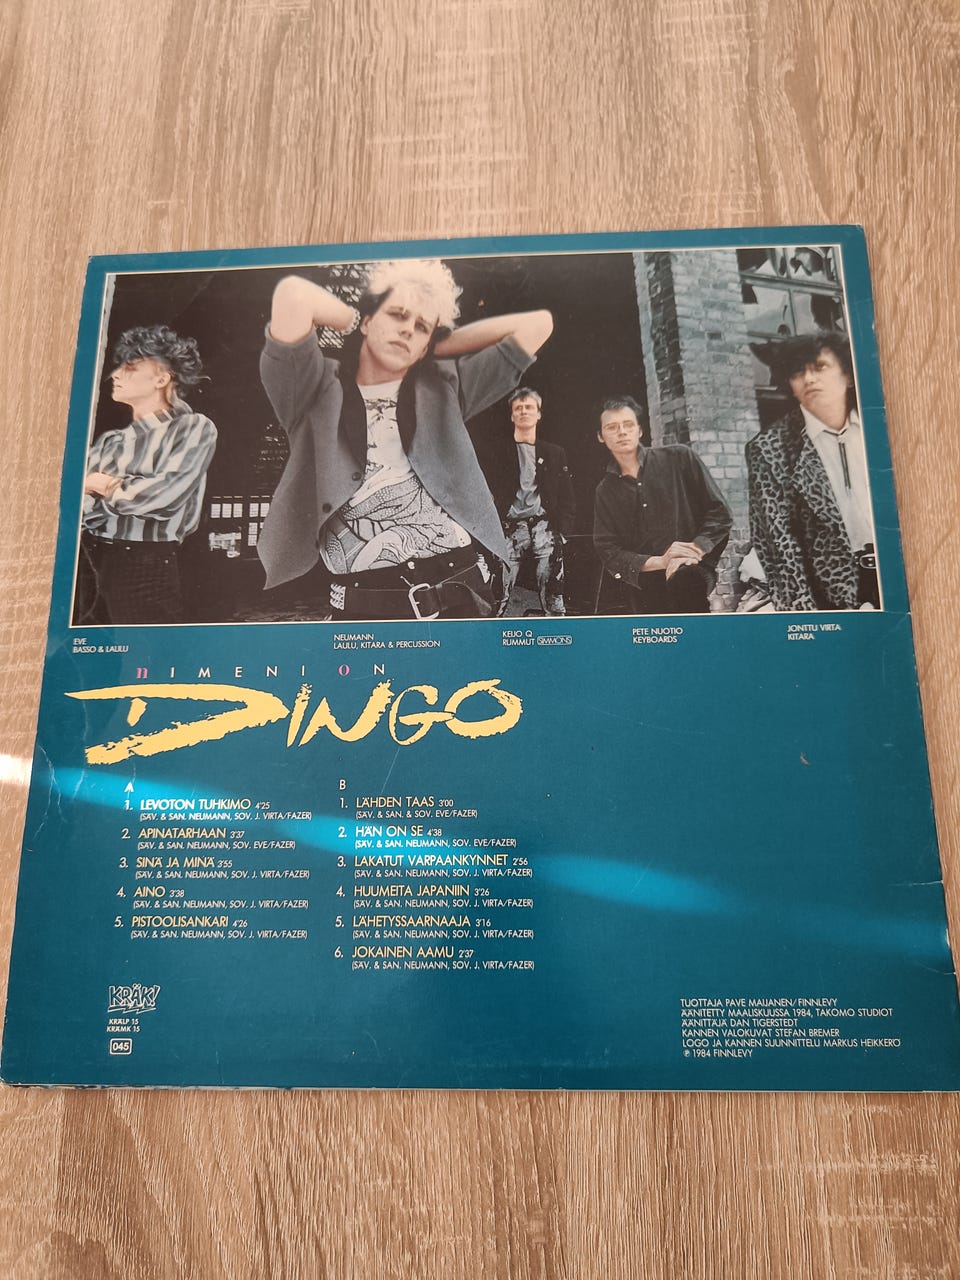 EVE
BASSO & LAULU
NEUMANN
LAULU, KITARA & PERCUSSION
KEIJO Q
RUMMUT SIMMONS
PETE NUOTIO
KEYBOARDS
JONTTU VIRTA
KITARA
nIMENI ON
DINGO
A
1. LEVOTON TUHKIMO 4'25
(SÄV. & SAN. NEUMANN, SOV. J. VIRTA/FAZER)
2. APINATARHAAN 3'37
(SÄV. & SAN. NEUMANN, SOV. EVE/FAZER)
3. SINÄ JA MINÄ 3'55
(SÄV. & SAN. NEUMANN, SOV. J. VIRTA/FAZER)
4. AINO 3'38
(SÄV. & SAN. NEUMANN, SOV. J. VIRTA/FAZER)
5. PISTOOLISANKARI 4'26
(SÄV. & SAN. NEUMANN, SOV. J. VIRTA/FAZER)
B
1. LÄHDEN TAAS 3'00
(SÄV. & SAN. & SOV. EVE/FAZER)
2. HÄN ON SE 4'38
(SÄV. & SAN. NEUMANN, SOV. EVE/FAZER)
3. LAKATUT VARPAANKYNNET 2'56
(SÄV. & SAN. NEUMANN, SOV. J. VIRTA/FAZER)
4. HUUMEITA JAPANIIN 3'26
(SÄV. & SAN. NEUMANN, SOV. J. VIRTA/FAZER)
5. LÄHETYSSAARNAAJA 3'16
(SÄV. & SAN. NEUMANN, SOV. J. VIRTA/FAZER)
6. JOKAINEN AAMU 2'37
(SÄV. & SAN. NEUMANN, SOV. J. VIRTA/FAZER)
KRÄK!
KRÄLP 15
KRÄMK 15
045
TUOTTAJA PAVE MAIJANEN/FINNLEVY
ÄÄNITETTY MAALISKUUSSA 1984, TAKOMO STUDIOT
ÄÄNITTÄJÄ DAN TIGERSTEDT
KANNEN VALOKUVAT STEFAN BREMER
LOGO JA KANNEN SUUNNITTELU MARKUS HEIKKERÖ
℗ 1984 FINNLEVY